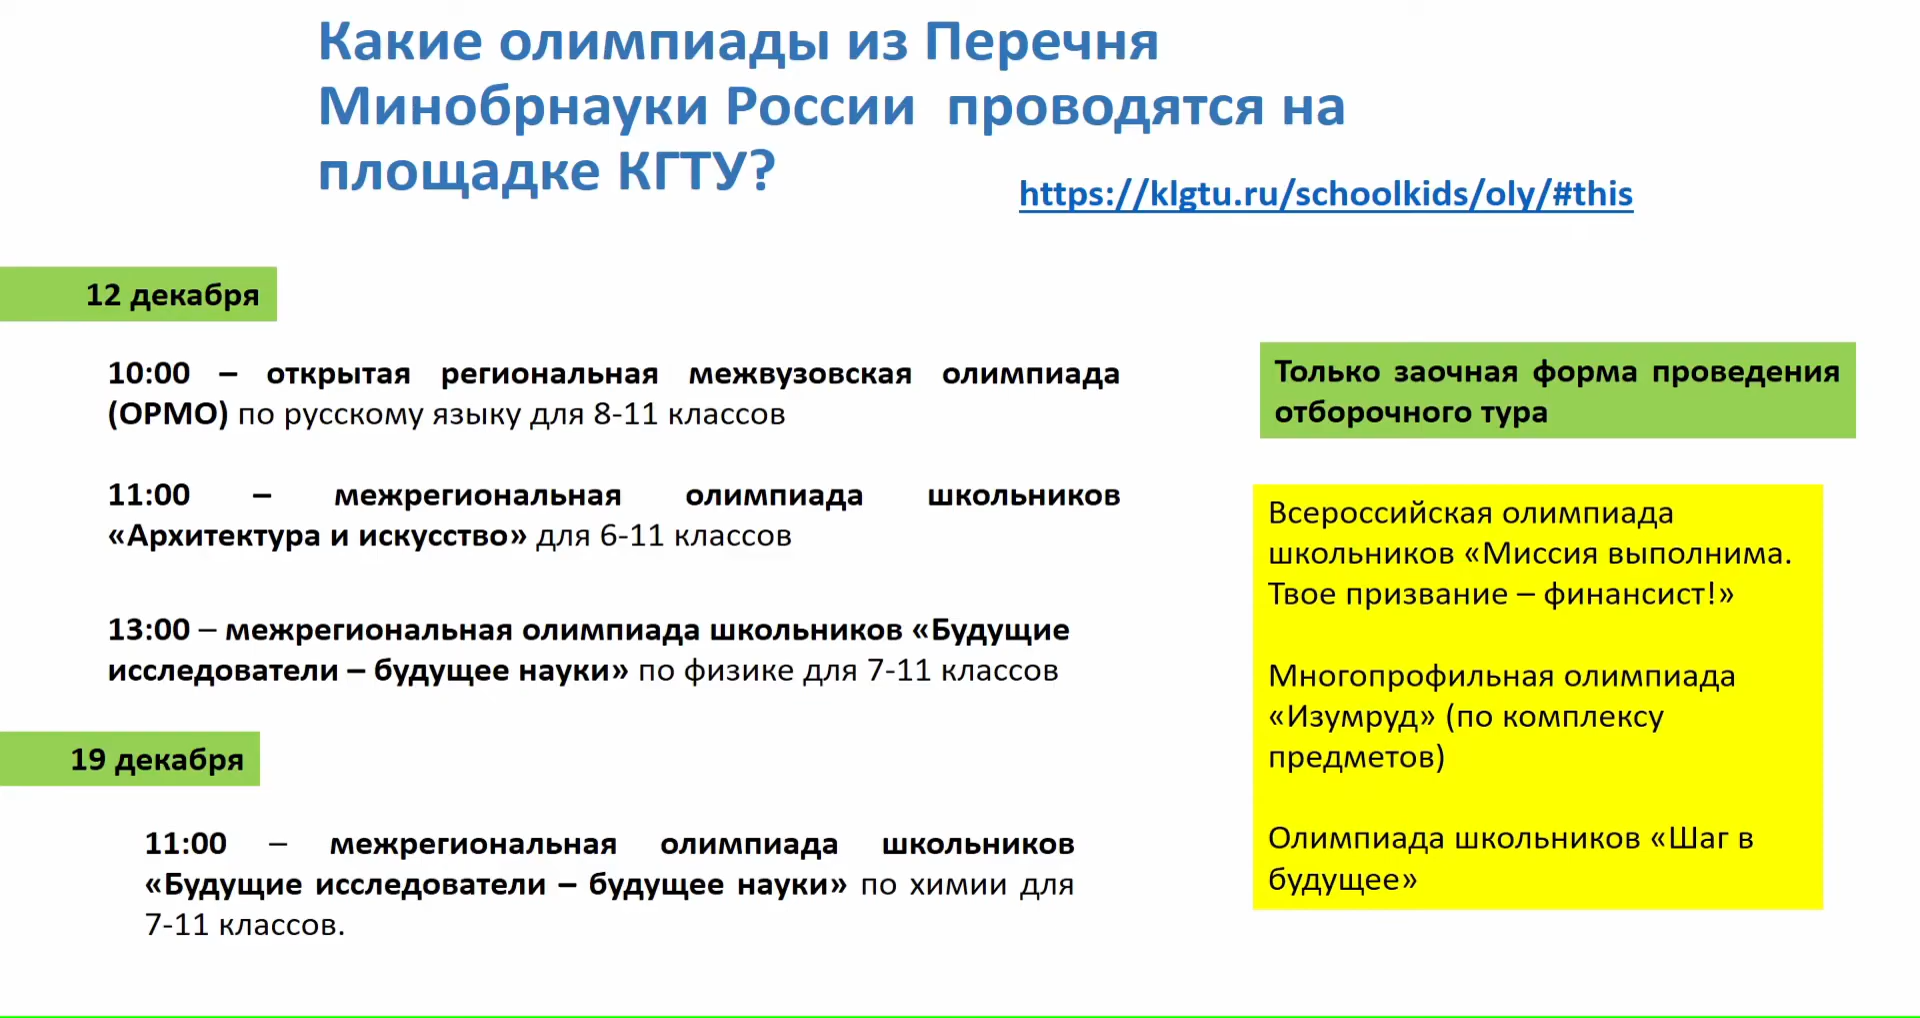 Какие олимпиады из Перечня
Минобрнауки России проводятся на
площадке КГТУ?
https://klgtu.ru/schoolkids/oly/#this
12 декабря
10:00 – открытая региональная межвузовская олимпиада
(ОРМО) по русскому языку для 8-11 классов
11:00 – межрегиональная олимпиада школьников
«Архитектура и искусство» для 6-11 классов
13:00 – межрегиональная олимпиада школьников «Будущие
исследователи – будущее науки» по физике для 7-11 классов
19 декабря
11:00 – межрегиональная олимпиада школьников
«Будущие исследователи – будущее науки» по химии для
7-11 классов.
Только заочная форма проведения
отборочного тура
Всероссийская олимпиада
школьников «Миссия выполнима.
Твое призвание – финансист!»
Многопрофильная олимпиада
«Изумруд» (по комплексу
предметов)
Олимпиада школьников «Шаг в
будущее»